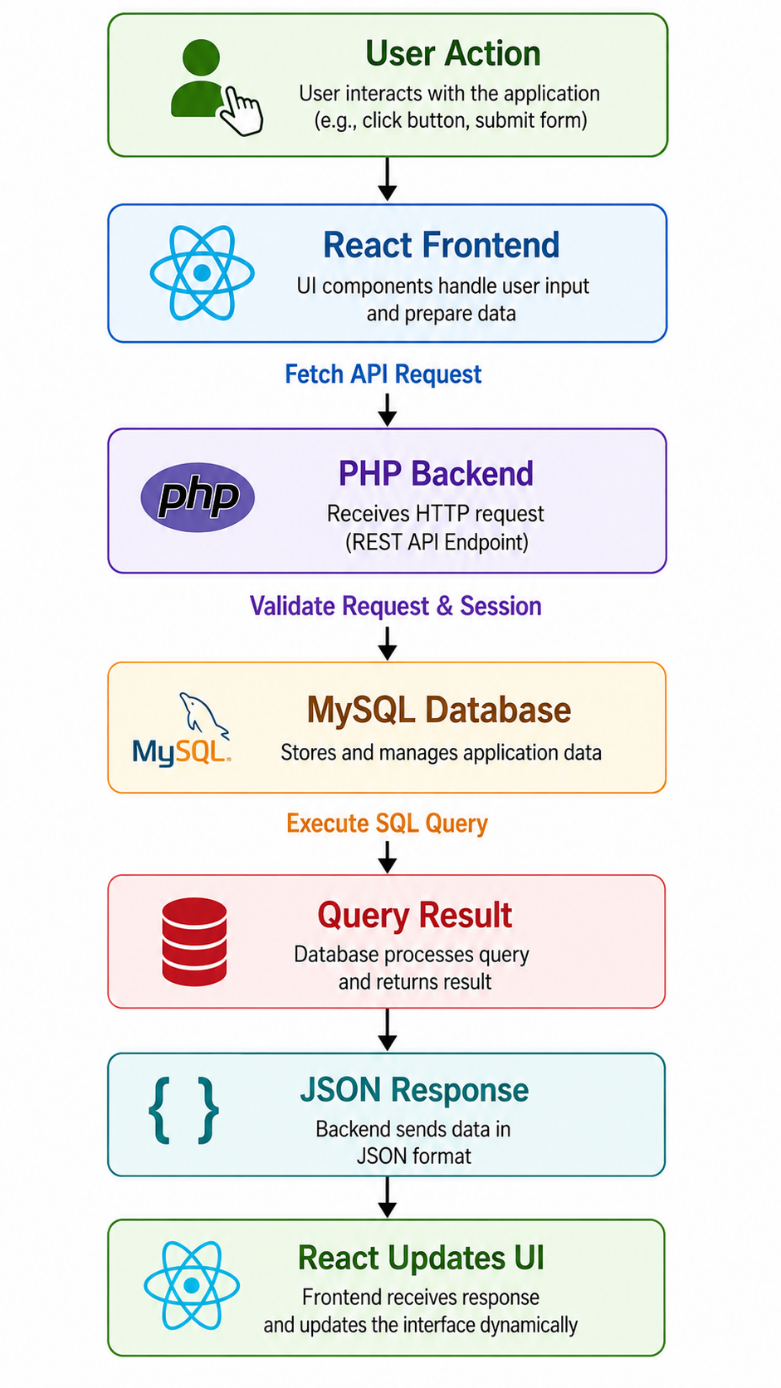 User Action
User interacts with the application
(e.g., click button, submit form)
React Frontend
UI components handle user input
and prepare data
Fetch API Request
php
PHP Backend
Receives HTTP request
(REST API Endpoint)
Validate Request & Session
MySQL
MySQL Database
Stores and manages application data
Execute SQL Query
Query Result
Database processes query
and returns result
{ }
JSON Response
Backend sends data in
JSON format
React Updates UI
Frontend receives response
and updates the interface dynamically